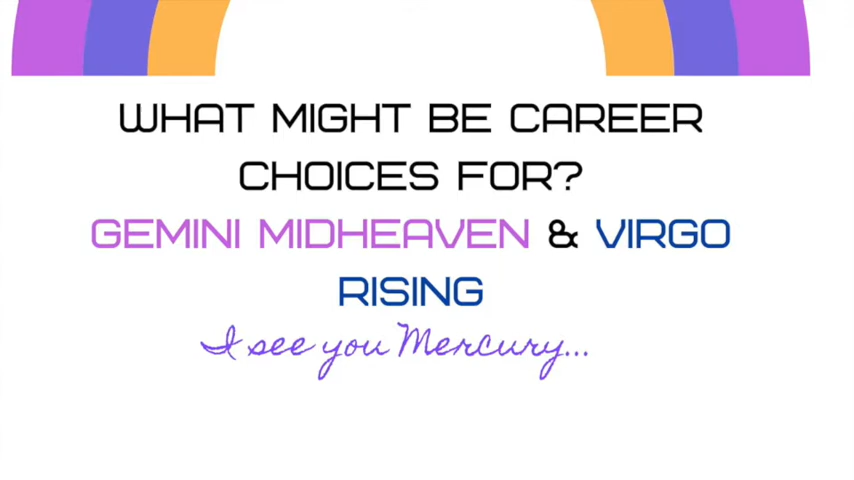 WHAT MIGHT BE CAREER
CHOICES FOR?
GEMINI MIDHEAVEN & VIRGO
RISING
I see you Mercury...